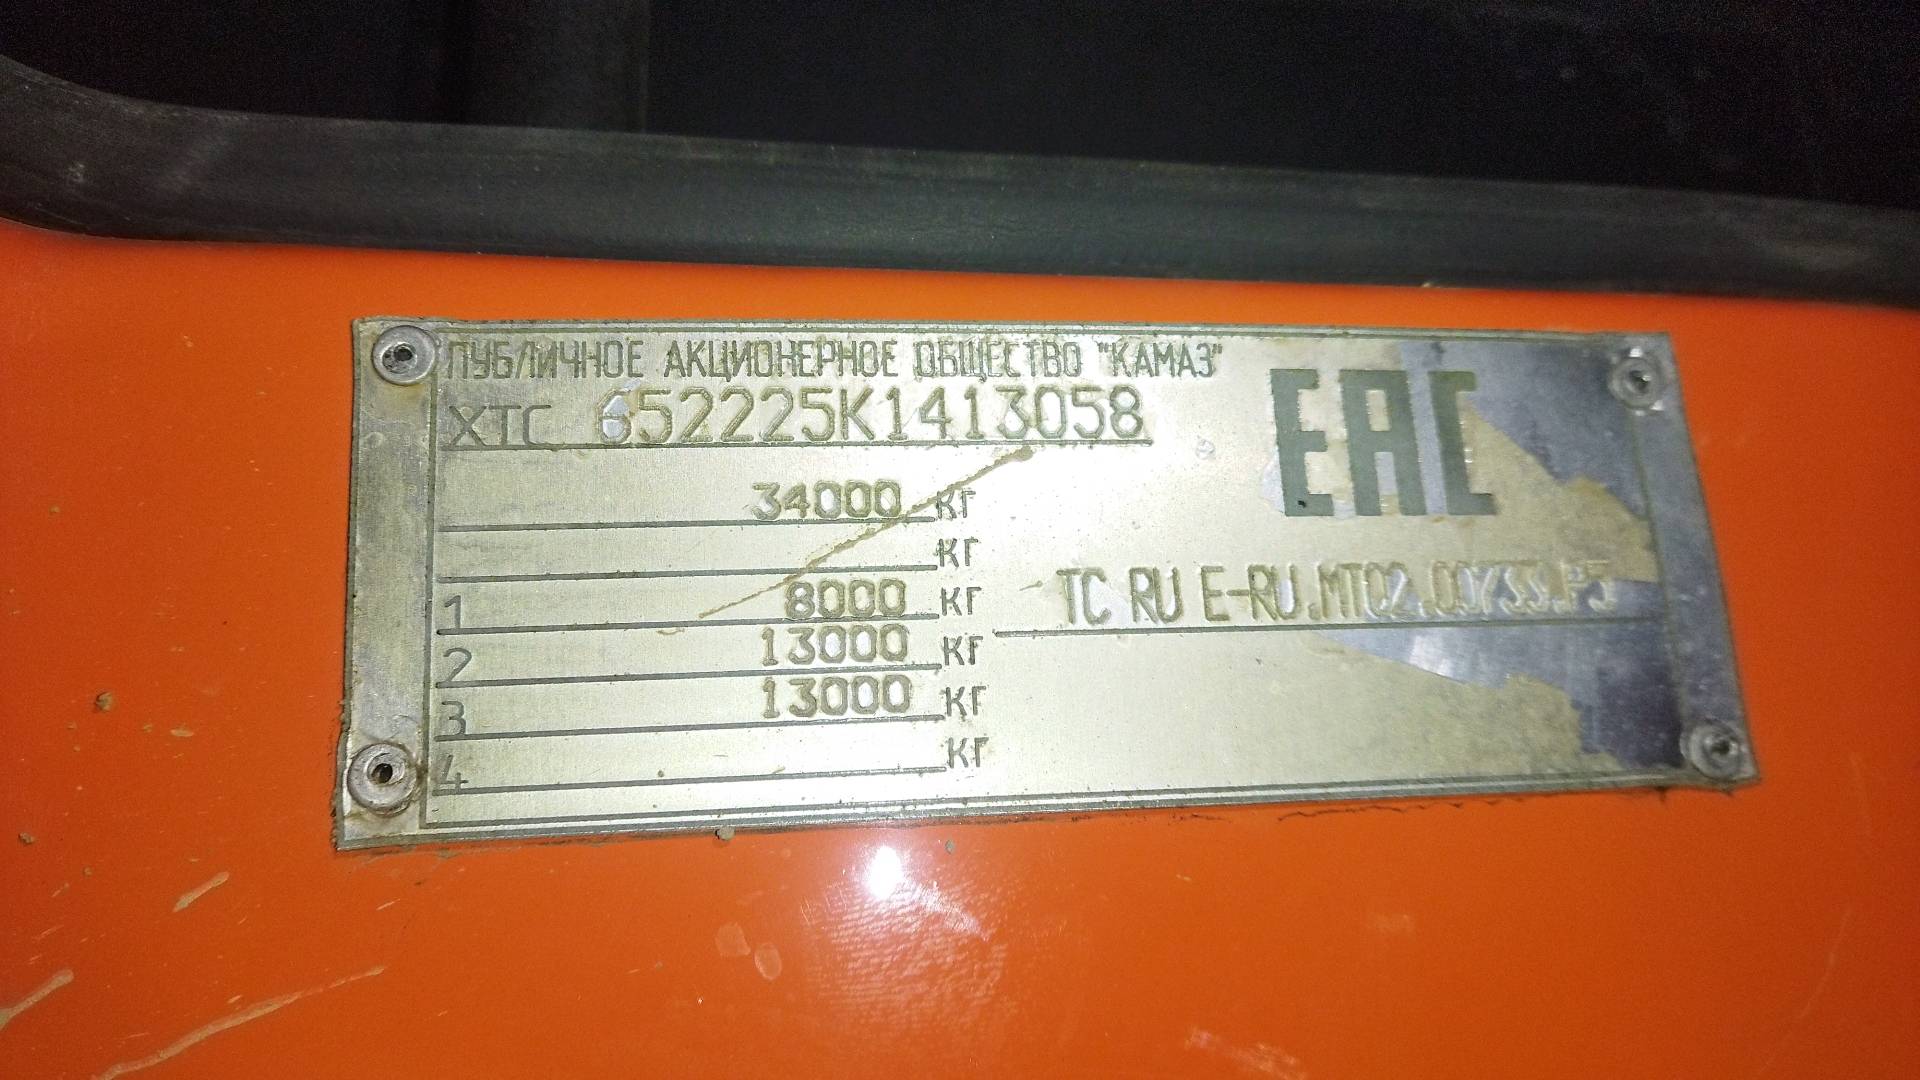 ПУБЛИЧНОЕ АКЦИОНЕРНОЕ ОБЩЕСТВО "КАМАЗ"
XTC 652225K1413058
EAC
34000 КГ
КГ
1 8000 КГ
TC RU E-RU.MT02.00733.P3
2 13000 КГ
3 13000 КГ
4 КГ